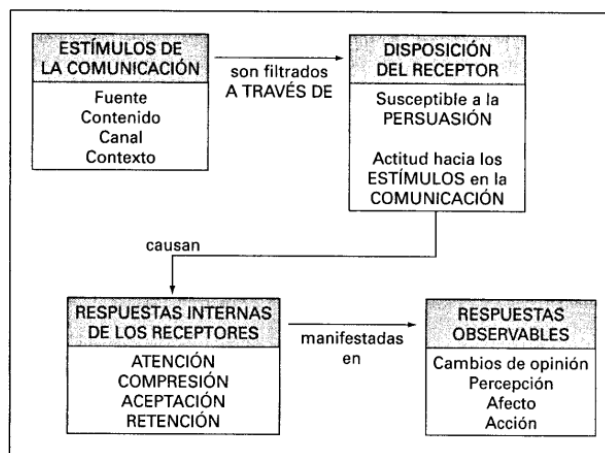 ESTÍMULOS DE
LA COMUNICACIÓN
Fuente
Contenido
Canal
Contexto
son filtrados
A TRAVÉS DE
DISPOSICIÓN
DEL RECEPTOR
Susceptible a la
PERSUASIÓN
Actitud hacia los
ESTÍMULOS en la
COMUNICACIÓN
causan
RESPUESTAS INTERNAS
DE LOS RECEPTORES
ATENCIÓN
COMPRESIÓN
ACEPTACIÓN
RETENCIÓN
manifestadas
en
RESPUESTAS
OBSERVABLES
Cambios de opinión
Percepción
Afecto
Acción